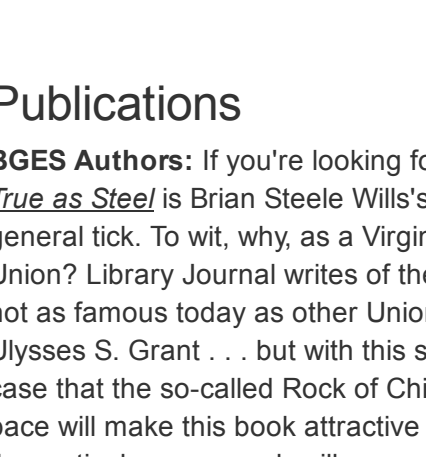 Publications
BGES Authors: If you're looking fo
True as Steel is Brian Steele Wills's
general tick. To wit, why, as a Virgin
Union? Library Journal writes of the
not as famous today as other Union
Ulysses S. Grant . . . but with this s
case that the so-called Rock of Chi
pace will make this book attractive